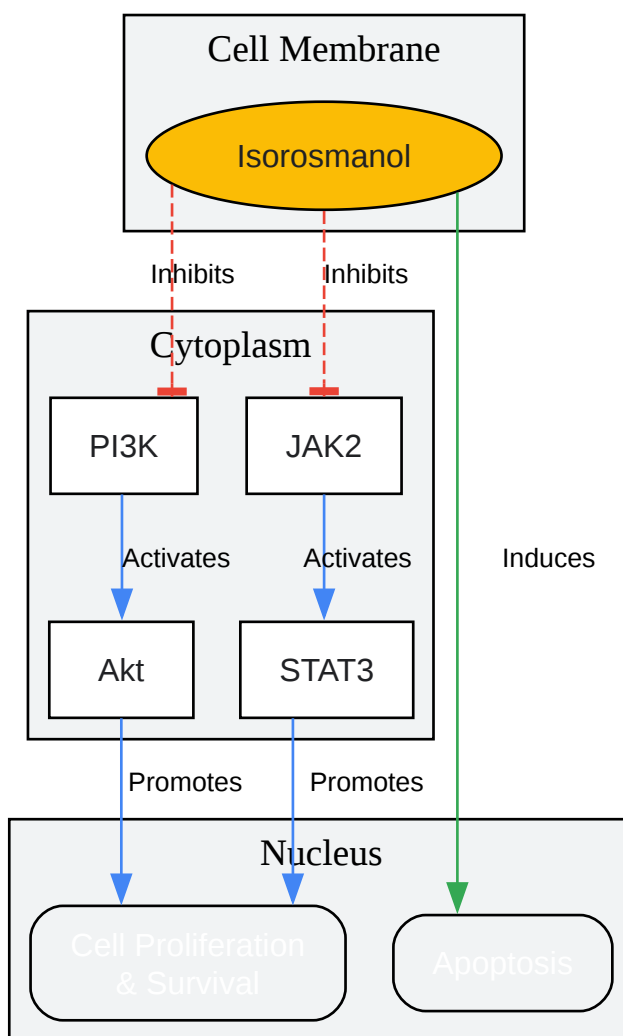 Cell Membrane
Isorosmanol
Inhibits
Inhibits
Cytoplasm
PI3K
JAK2
Activates
Activates
Induces
Akt
STAT3
Promotes
Promotes
Nucleus
Cell Proliferation
& Survival
Apoptosis